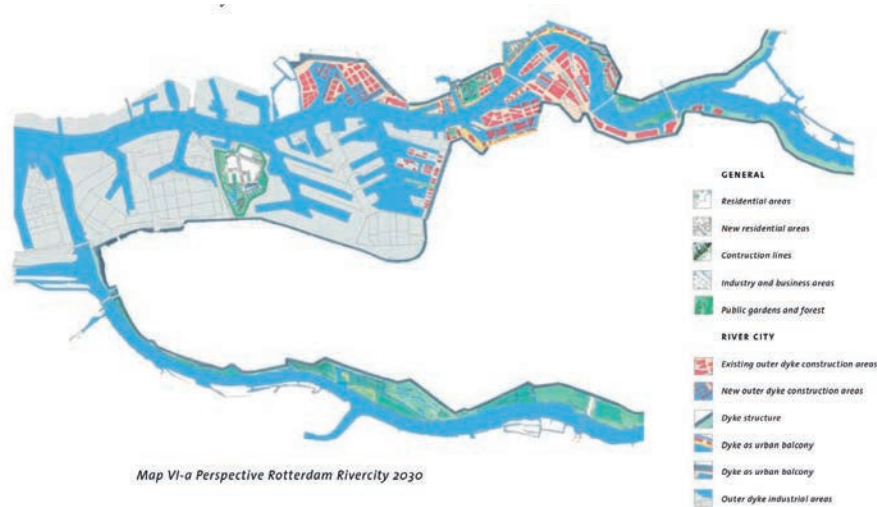 GENERAL
Residential areas
New residential areas
Contruction lines
Industry and business areas
Public gardens and forest
RIVER CITY
Existing outer dyke construction areas
New outer dyke construction areas
Dyke structure
Dyke as urban balcony
Dyke as urban balcony
Outer dyke industrial areas
Map VI-a Perspective Rotterdam Rivercity 2030